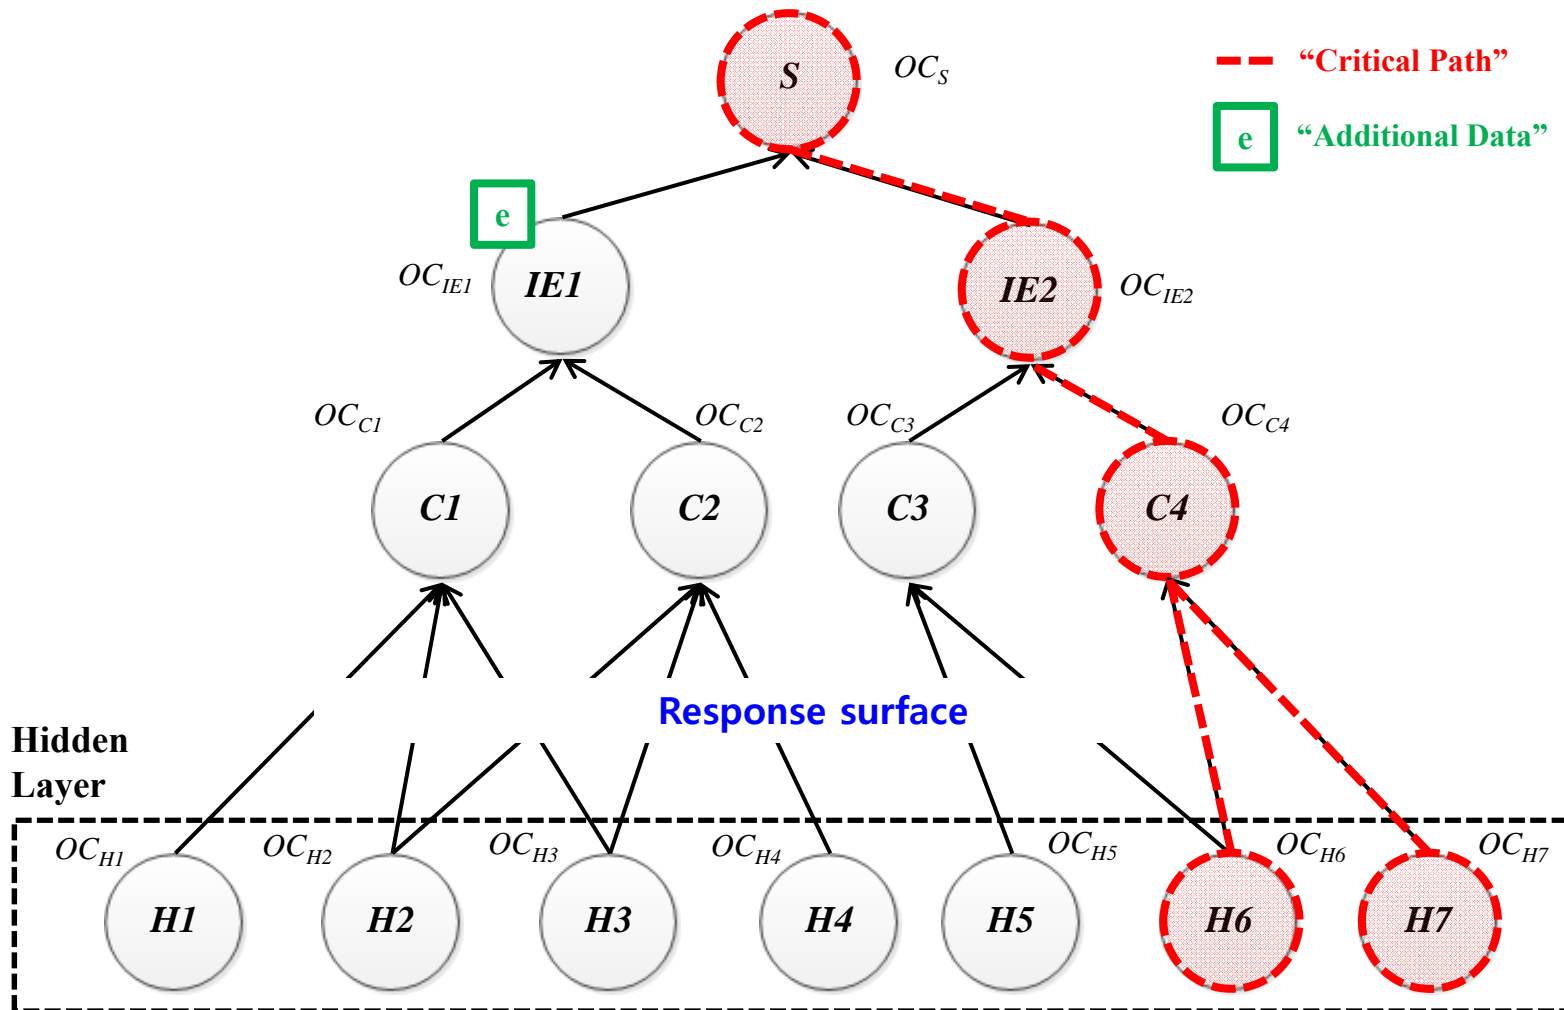 S
OC_S
“Critical Path”
e
“Additional Data”
e
OC_IE1
IE1
IE2
OC_IE2
OC_C1
OC_C2
OC_C3
OC_C4
C1
C2
C3
C4
Response surface
Hidden
Layer
OC_H1
OC_H2
OC_H3
OC_H4
OC_H5
OC_H6
OC_H7
H1
H2
H3
H4
H5
H6
H7